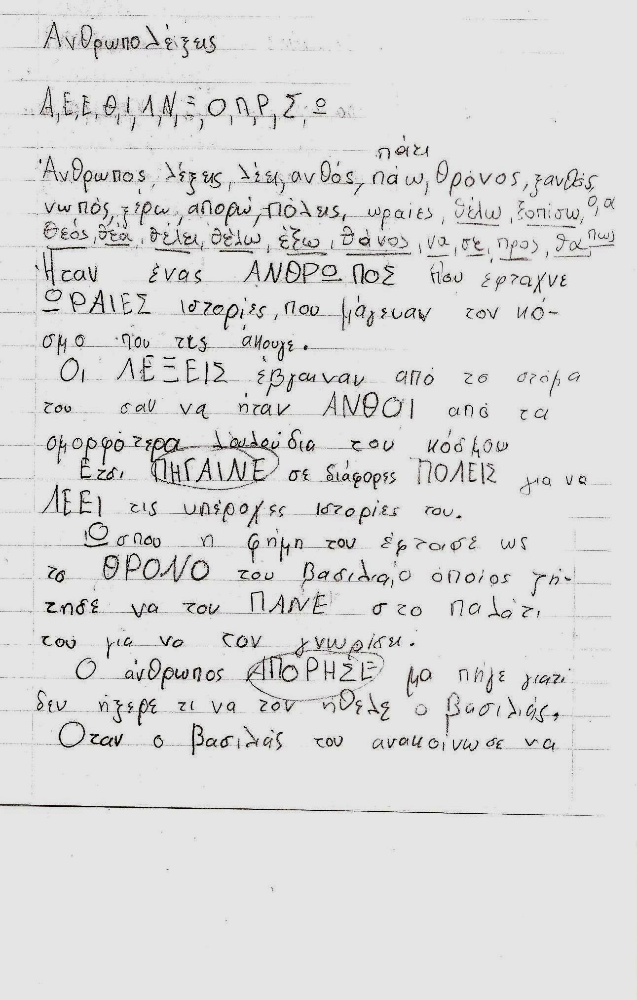 Ανθρωπολέξεις
Α, Ε, Ε, Θ, Ι, Λ, Ν, Ξ, Ο, Π, Ρ, Σ, Ω
πάει
Άνθρωπος, λέξεις, λέει, ανθός, πάω, θρόνος, ξανθός,
νωπός, ξέρω, απορώ, πόλεις, ωραίες, θέλω, ξοπίσω, ο, α
θεός, θέα, θέλει, θέλω, έξω, θάνος, να, σε, προς, θα, πως
Ήταν ένας ΑΝΘΡΩΠΟΣ που έφταχνε
ΩΡΑΙΕΣ ιστορίες, που μάγευαν τον κό-
σμο που τις άκουγε.
Οι ΛΕΞΕΙΣ έβγαιναν από το στόμα
του σαν να ήταν ΑΝΘΟΙ από τα
ομορφότερα λουλούδια του κόσμου
Έτσι ΠΗΓΑΙΝΕ σε διάφορες ΠΟΛΕΙΣ για να
ΛΕΕΙ τις υπέροχες ιστορίες του.
Ώσπου η φήμη του έφτασε ως
το ΘΡΟΝΟ του βασιλιά, ο οποίος ζή-
τησε να του ΠΑΝΕ στο παλάτι
του για να τον γνωρίσει.
Ο άνθρωπος ΑΠΟΡΗΣΕ μα πήγε γιατί
δεν ήξερε τι να τον ήθελε ο βασιλιάς.
Όταν ο βασιλιάς του ανακοίνωσε να